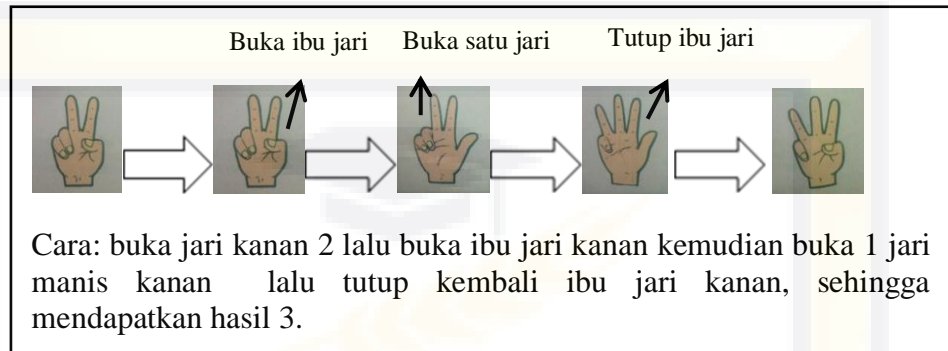 Buka ibu jari Buka satu jari Tutup ibu jari
Cara: buka jari kanan 2 lalu buka ibu jari kanan kemudian buka 1 jari
manis kanan lalu tutup kembali ibu jari kanan, sehingga
mendapatkan hasil 3.